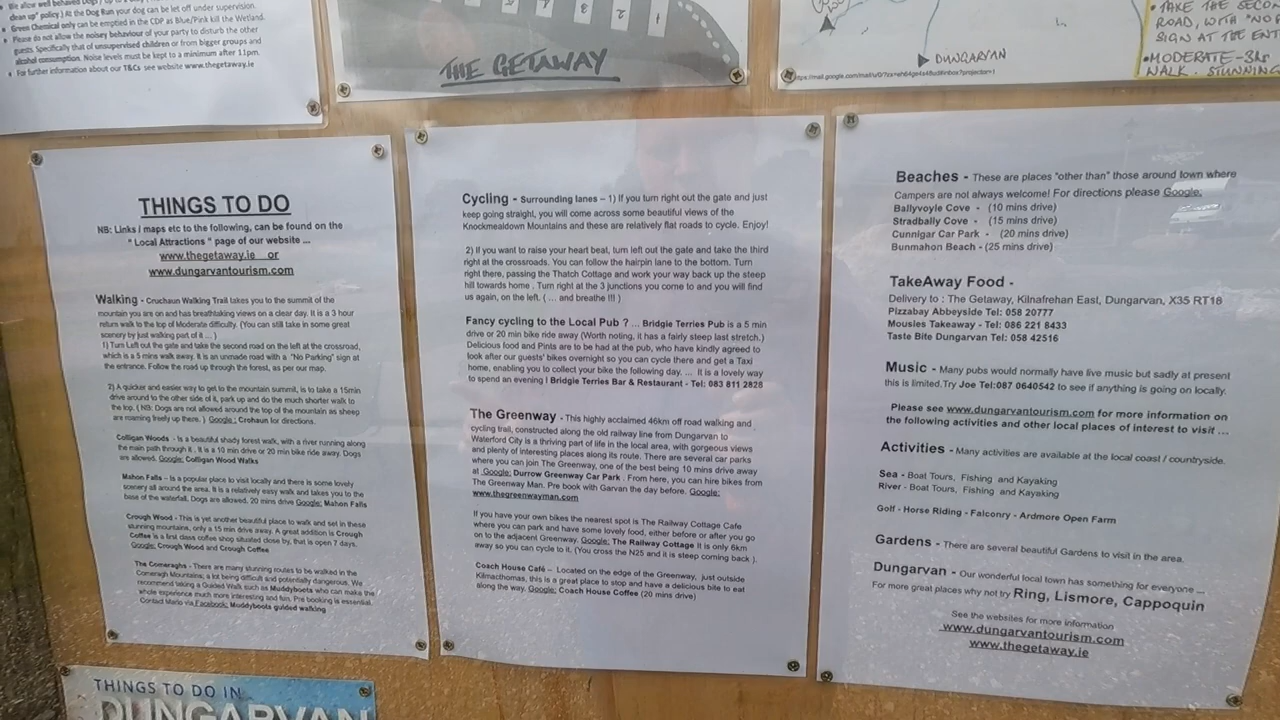 We allow well behaved Dogs
clean up" policy) At the Dog Run your dog can be let off under supervision.
Green Chemical only can be emptied in the CDP as Blue/Pink kill the Wetland.
Please do not allow the noisey behaviour of your party to disturb the other
guests. Specifically that of unsupervised children or from bigger groups and
alcohol consumption. Noise levels must be kept to a minimum after 11pm.
For further information about our T&Cs see website www.thegetaway.ie
THE GETAWAY
DUNGARVAN
• TAKE THE SECON
ROAD, WITH "NO
SIGN AT THE ENT
• MODERATE - 3hr
WALK. STUNNING
THINGS TO DO
NB: Links / maps etc to the following, can be found on the
" Local Attractions " page of our website ...
www.thegetaway.ie or
www.dungarvantourism.com
Walking - Cruchaun Walking Trail takes you to the summit of the
mountain you are on and has breathtaking views on a clear day. It is a 3 hour
return walk to the top of Moderate difficulty. (You can still take in some great
scenery by just walking part of it ... )
1) Turn Left out the gate and take the second road on the left at the crossroad,
which is a 5 mins walk away. It is an unmade road with a "No Parking" sign at
the entrance. Follow the road up through the forest, as per our map.
2) A quicker and easier way to get to the mountain summit, is to take a 15min
drive around to the other side of it, park up and do the much shorter walk to
the top. ( NB: Dogs are not allowed around the top of the mountain as sheep
are roaming freely up there. ) Google : Crohaun for directions.
Colligan Woods - Is a beautiful shady forest walk, with a river running along
the main path through it . It is a 10 min drive or 20 min bike ride away. Dogs
are allowed. Google: Colligan Wood Walks
Mahon Falls – Is a popular place to visit locally and there is some lovely
scenery all around the area. It is a relatively easy walk and takes you to the
base of the waterfall, Dogs are allowed. 20 mins drive Google: Mahon Falls
Crough Wood - This is yet another beautiful place to walk and set in these
stunning mountains, only a 15 min drive away. A great addition is Crough
Coffee is a first class coffee shop situated close by, that is open 7 days.
Google: Crough Wood and Crough Coffee
The Comeraghs - There are many stunning routes to be walked in the
Comeragh Mountains; a lot being difficult and potentially dangerous. We
recommend taking a Guided Walk such as Muddyboots who can make the
whole experience much more interesting and fun. Pre booking is essential.
Contact Mario via Facebook: Muddyboots guided walking
Cycling - Surrounding lanes – 1) If you turn right out the gate and just
keep going straight, you will come across some beautiful views of the
Knockmealdown Mountains and these are relatively flat roads to cycle. Enjoy!
2) If you want to raise your heart beat, turn left out the gate and take the third
right at the crossroads. You can follow the hairpin lane to the bottom. Turn
right there, passing the Thatch Cottage and work your way back up the steep
hill towards home . Turn right at the 3 junctions you come to and you will find
us again, on the left. ( ... and breathe !!! )
Fancy cycling to the Local Pub ? ... Bridgie Terries Pub is a 5 min
drive or 20 min bike ride away (Worth noting, it has a fairly steep last stretch.)
Delicious food and Pints are to be had at the pub, who have kindly agreed to
look after our guests' bikes overnight so you can cycle there and get a Taxi
home, enabling you to collect your bike the following day. ... It is a lovely way
to spend an evening ! Bridgie Terries Bar & Restaurant - Tel: 083 811 2828
The Greenway - This highly acclaimed 46km off road walking and
cycling trail, constructed along the old railway line from Dungarvan to
Waterford City is a thriving part of life in the local area, with gorgeous views
and plenty of interesting places along its route. There are several car parks
where you can join The Greenway, one of the best being 10 mins drive away
at Google: Durrow Greenway Car Park . From here, you can hire bikes from
The Greenway Man. Pre book with Garvan the day before. Google:
www.thegreenwayman.com
If you have your own bikes the nearest spot is The Railway Cottage Cafe
where you can park and have some lovely food, either before or after you go
on to the adjacent Greenway. Google: The Railway Cottage It is only 6km
away so you can cycle to it. (You cross the N25 and it is steep coming back ).
Coach House Café – Located on the edge of the Greenway, just outside
Kilmacthomas, this is a great place to stop and have a delicious bite to eat
along the way. Google: Coach House Coffee (20 mins drive)
Beaches - These are places "other than" those around town where
Campers are not always welcome! For directions please Google:
Ballyvoyle Cove - (10 mins drive)
Stradbally Cove - (15 mins drive)
Cunnigar Car Park - (20 mins drive)
Bunmahon Beach - (25 mins drive)
TakeAway Food -
Delivery to : The Getaway, Kilnafrehan East, Dungarvan, X35 RT18
Pizzabay Abbeyside Tel: 058 20777
Mousies Takeaway - Tel: 086 221 8433
Taste Bite Dungarvan Tel: 058 42516
Music - Many pubs would normally have live music but sadly at present
this is limited.Try Joe Tel:087 0640542 to see if anything is going on locally.
Please see www.dungarvantourism.com for more information on
the following activities and other local places of interest to visit ...
Activities - Many activities are available at the local coast / countryside.
Sea - Boat Tours, Fishing and Kayaking
River - Boat Tours, Fishing and Kayaking
Golf - Horse Riding - Falconry - Ardmore Open Farm
Gardens - There are several beautiful Gardens to visit in the area.
Dungarvan - Our wonderful local town has something for everyone ...
For more great places why not try Ring, Lismore, Cappoquin
See the websites for more information
www.dungarvantourism.com
www.thegetaway.ie
THINGS TO DO IN
DUNGARVAN